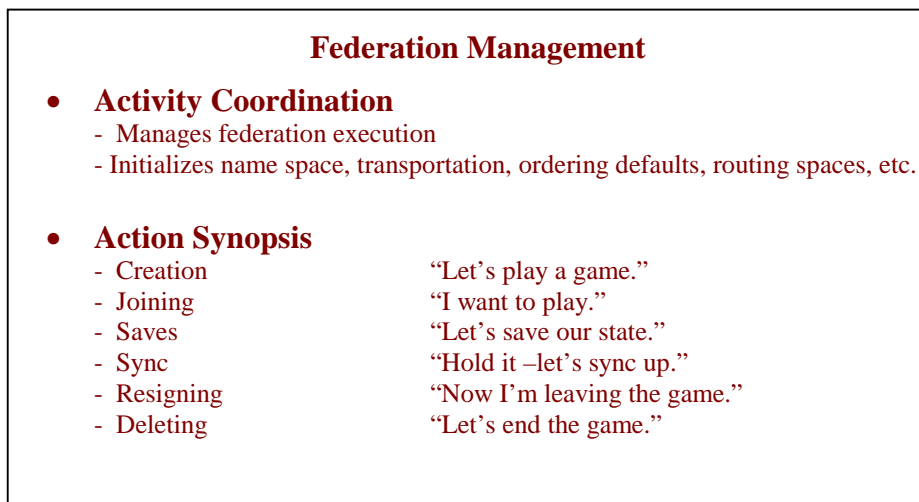 Federation Management
• Activity Coordination
- Manages federation execution
- Initializes name space, transportation, ordering defaults, routing spaces, etc.
• Action Synopsis
- Creation “Let’s play a game.”
- Joining “I want to play.”
- Saves “Let’s save our state.”
- Sync “Hold it –let’s sync up.”
- Resigning “Now I’m leaving the game.”
- Deleting “Let’s end the game.”